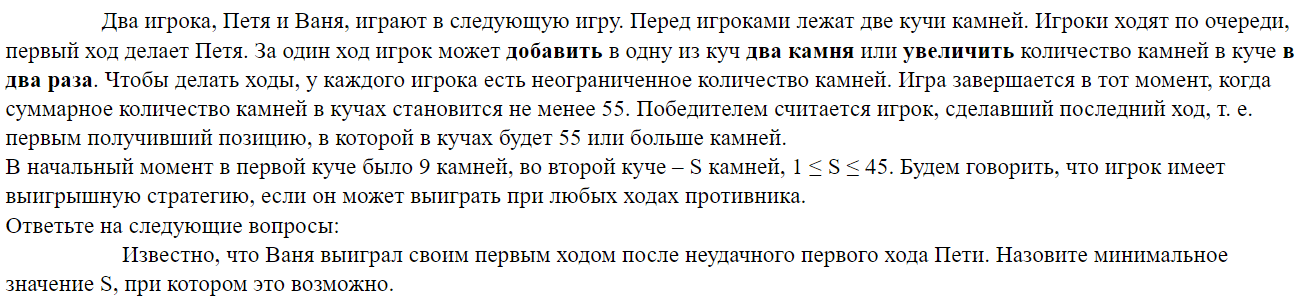 Два игрока, Петя и Ваня, играют в следующую игру. Перед игроками лежат две кучи камней. Игроки ходят по очереди,
первый ход делает Петя. За один ход игрок может добавить в одну из куч два камня или увеличить количество камней в куче в
два раза. Чтобы делать ходы, у каждого игрока есть неограниченное количество камней. Игра завершается в тот момент, когда
суммарное количество камней в кучах становится не менее 55. Победителем считается игрок, сделавший последний ход, т. е.
первым получивший позицию, в которой в кучах будет 55 или больше камней.
В начальный момент в первой куче было 9 камней, во второй куче – S камней, 1 ≤ S ≤ 45. Будем говорить, что игрок имеет
выигрышную стратегию, если он может выиграть при любых ходах противника.
Ответьте на следующие вопросы:
Известно, что Ваня выиграл своим первым ходом после неудачного первого хода Пети. Назовите минимальное
значение S, при котором это возможно.